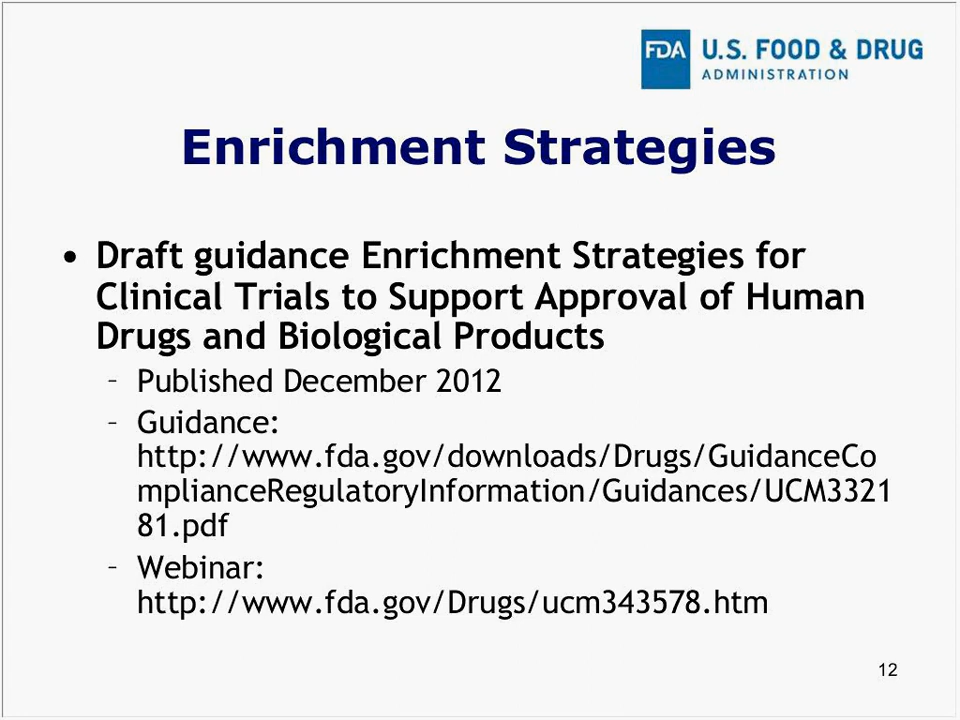 FDA U.S. FOOD & DRUG
ADMINISTRATION
Enrichment Strategies
• Draft guidance Enrichment Strategies for
Clinical Trials to Support Approval of Human
Drugs and Biological Products
– Published December 2012
– Guidance:
http://www.fda.gov/downloads/Drugs/GuidanceCo
mplianceRegulatoryInformation/Guidances/UCM3321
81.pdf
– Webinar:
http://www.fda.gov/Drugs/ucm343578.htm
12